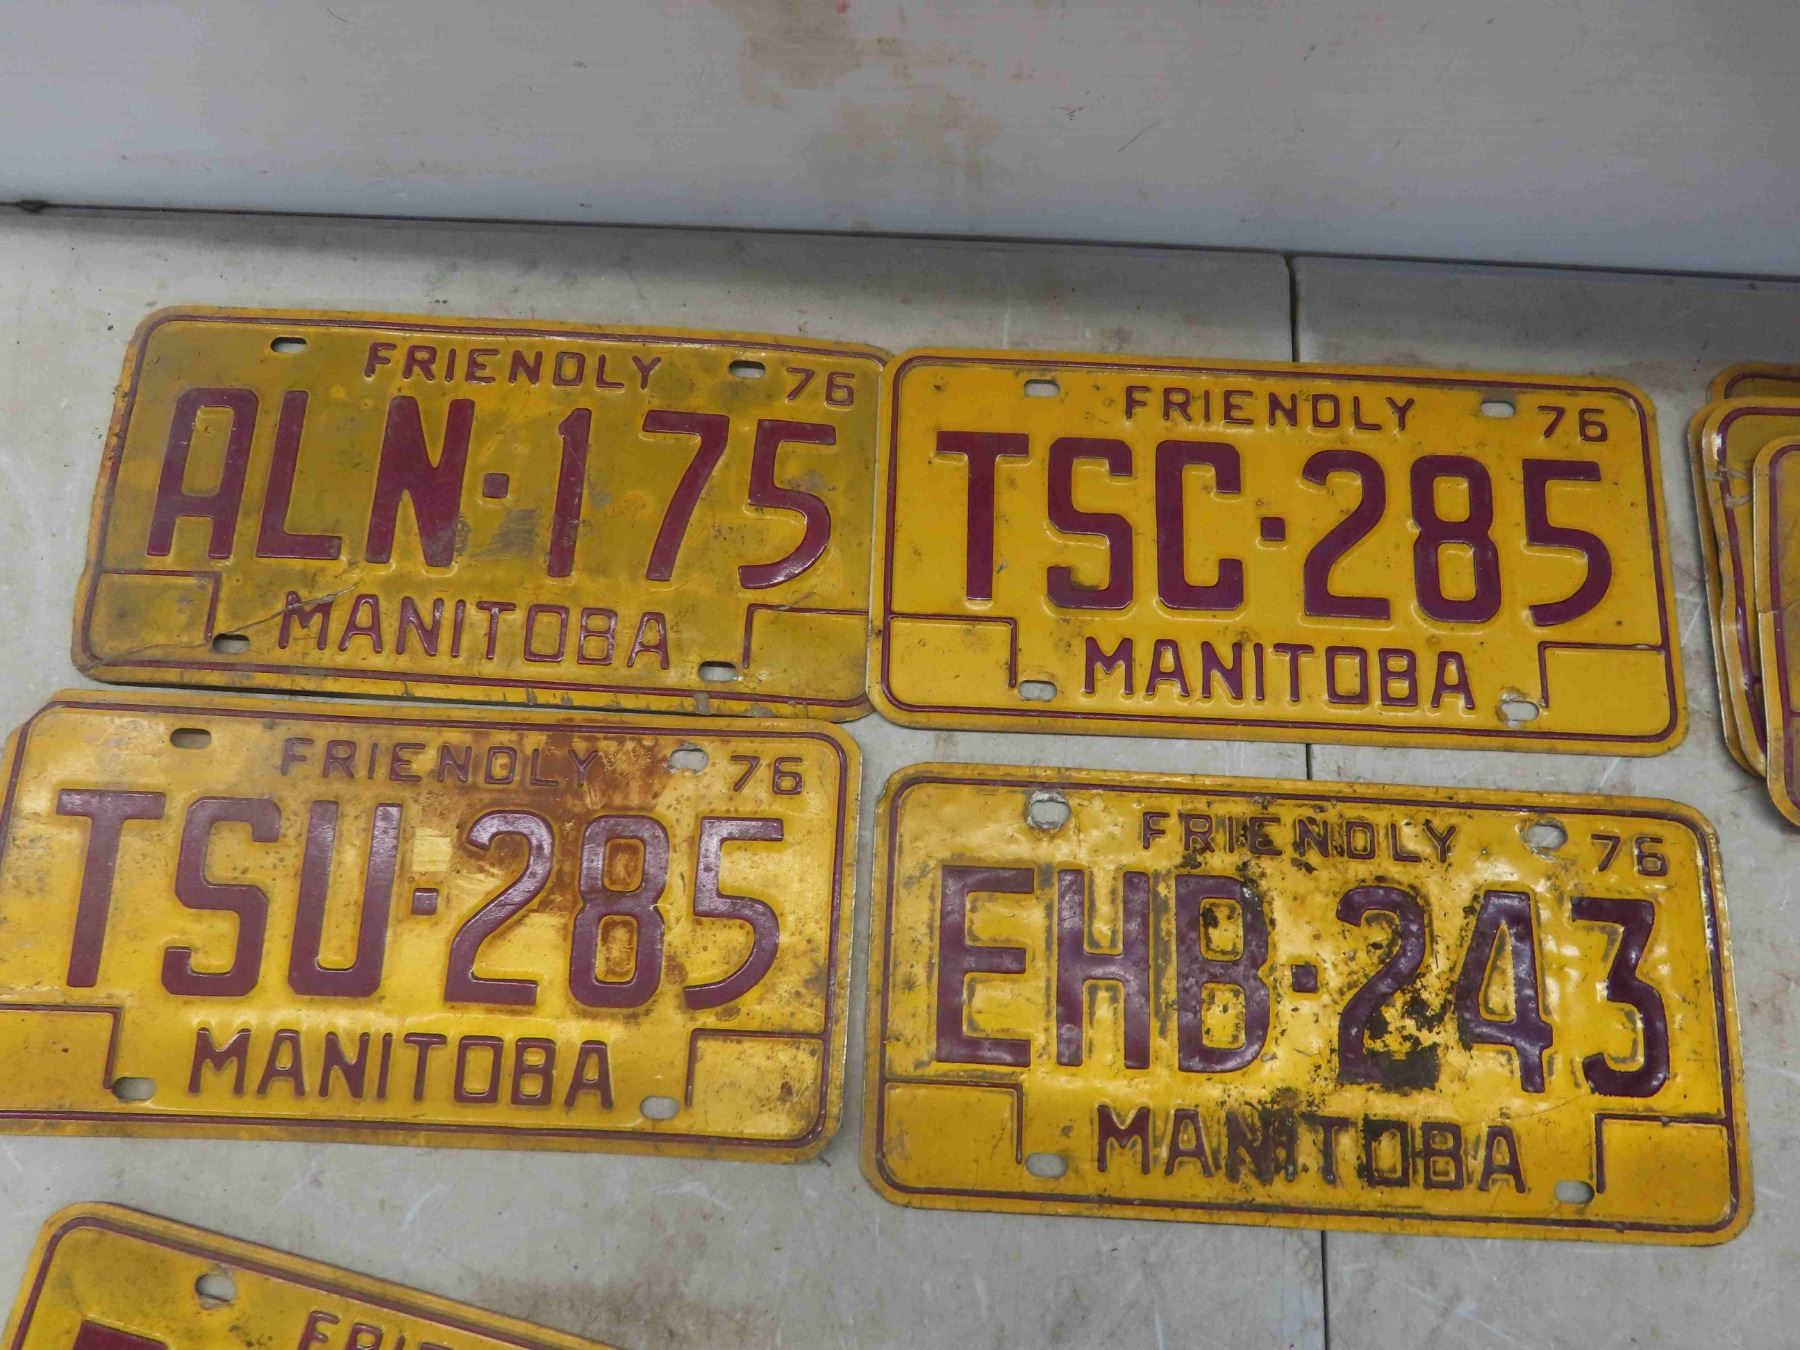 FRIENDLY 76
ALN·175
MANITOBA
FRIENDLY 76
TSC·285
MANITOBA
FRIENDLY 76
TSU·285
MANITOBA
FRIENDLY 76
EHB·243
MANITOBA
FRIENDLY